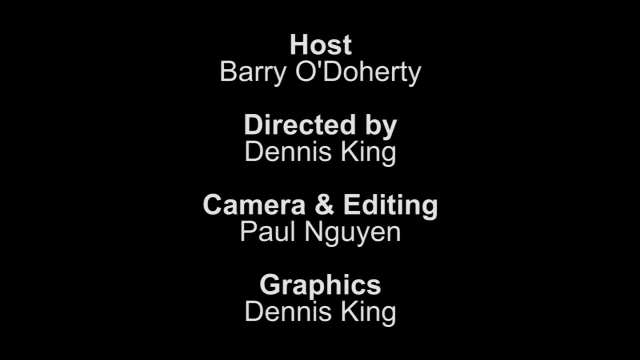 Host
Barry O'Doherty
Directed by
Dennis King
Camera & Editing
Paul Nguyen
Graphics
Dennis King